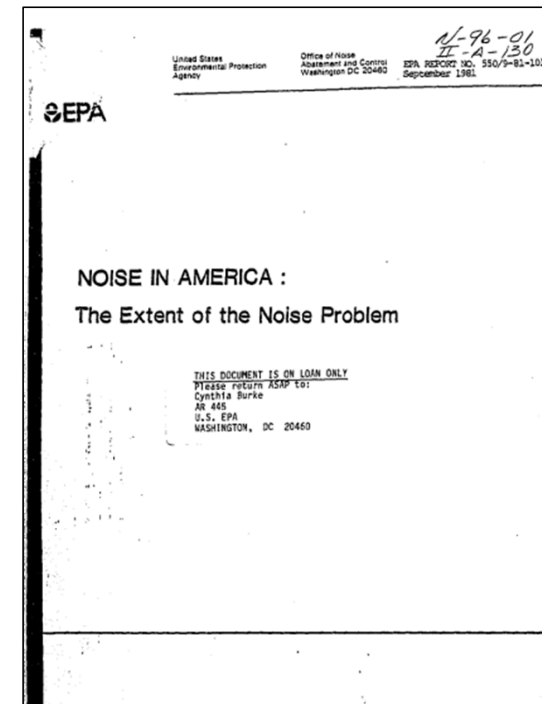 N-96-01
II-A-130
United States
Environmental Protection
Agency
Office of Noise
Abatement and Control
Washington DC 20460
EPA REPORT NO. 550/9-81-101
September 1981
EPA
NOISE IN AMERICA :
The Extent of the Noise Problem
THIS DOCUMENT IS ON LOAN ONLY
Please return ASAP to:
Cynthia Burke
AR 445
U.S. EPA
WASHINGTON, DC 20460